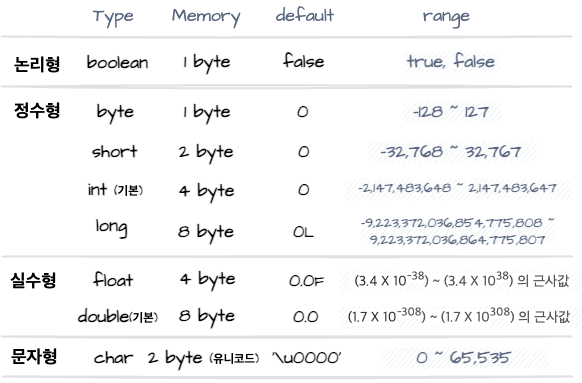 Type Memory default range
논리형 boolean 1 byte false true, false
정수형 byte 1 byte 0 -128 ~ 127
short 2 byte 0 -32,768 ~ 32,767
int (기본) 4 byte 0 -2,147,483,648 ~ 2,147,483,647
long 8 byte 0L -9,223,372,036,854,775,808 ~
9,223,372,036,864,775,807
실수형 float 4 byte 0.0F (3.4 X 10⁻³⁸) ~ (3.4 X 10³⁸) 의 근사값
double(기본) 8 byte 0.0 (1.7 X 10⁻³⁰⁸) ~ (1.7 X 10³⁰⁸) 의 근사값
문자형 char 2 byte (유니코드) '\u0000' 0 ~ 65,535